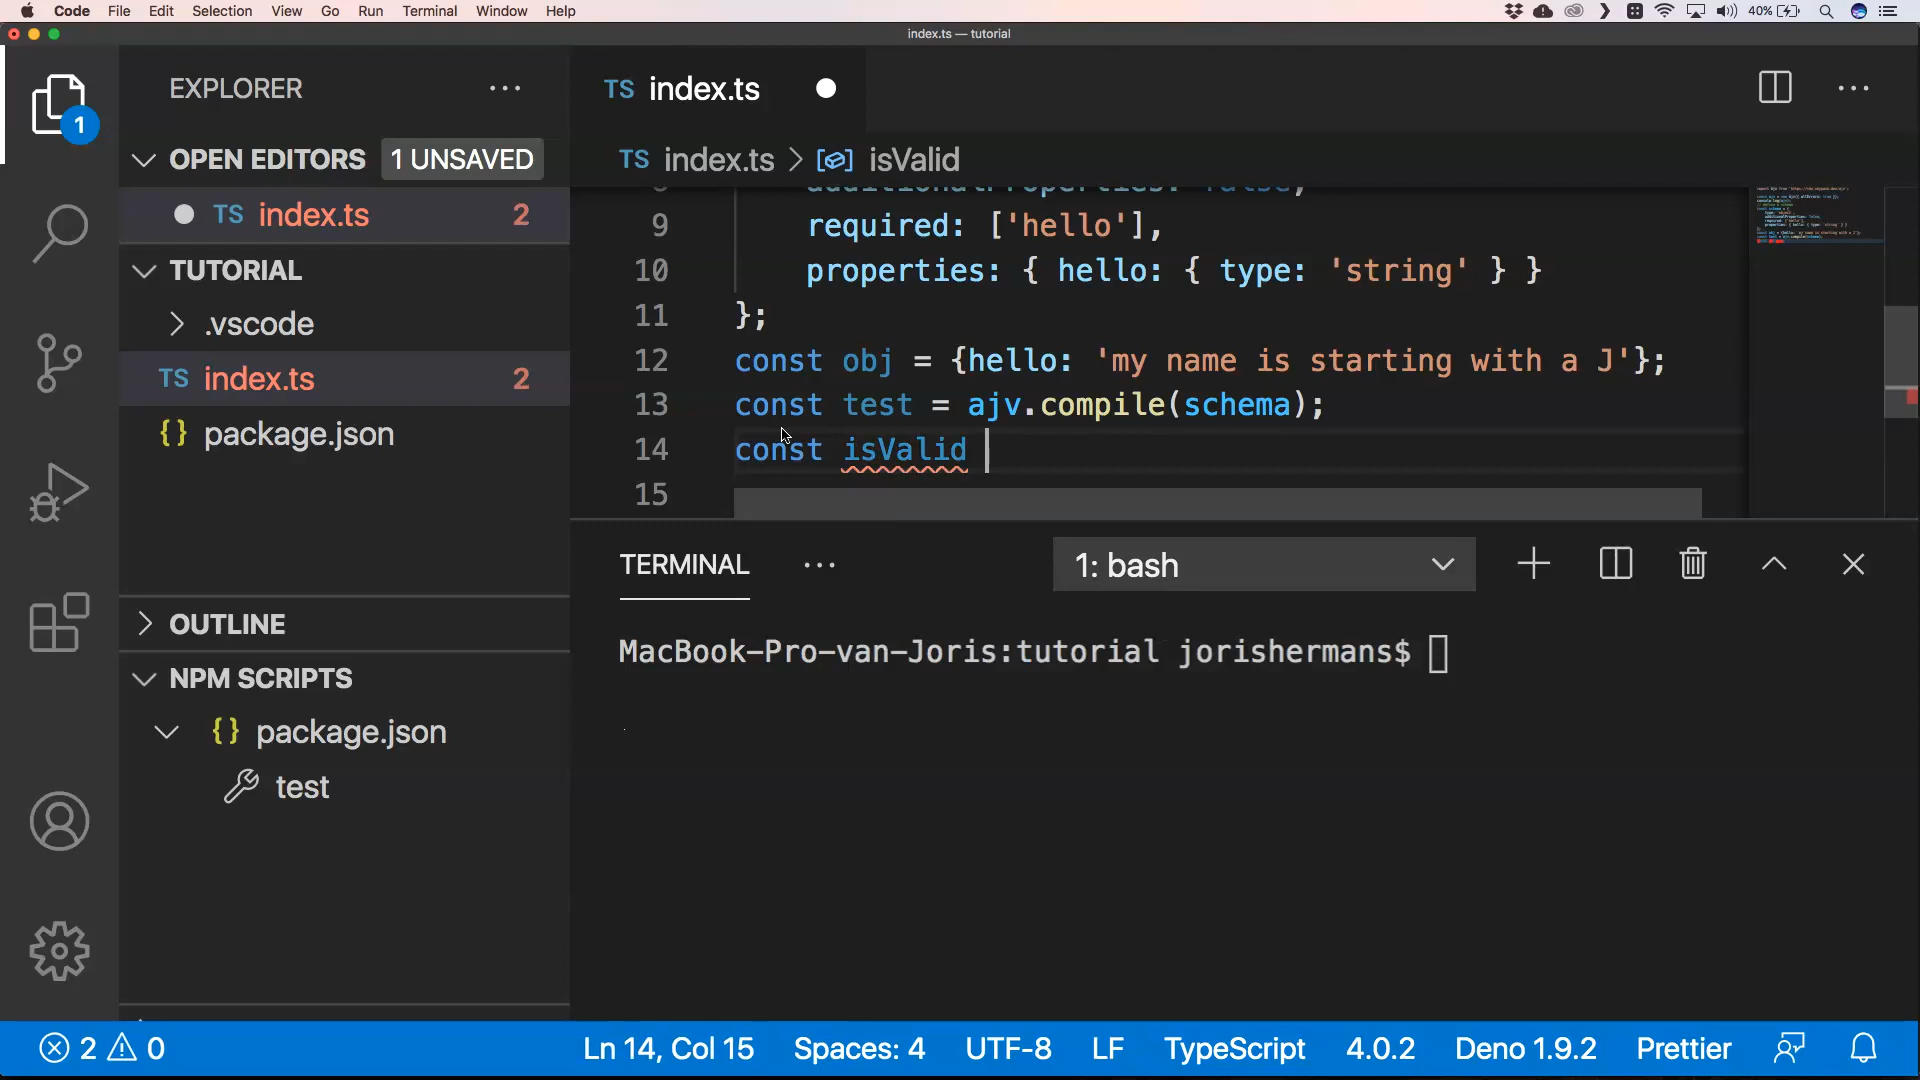 Code File Edit Selection View Go Run Terminal Window Help 40%
index.ts — tutorial
EXPLORER
TS index.ts
OPEN EDITORS 1 UNSAVED
TS index.ts > isValid
TS index.ts 2
TUTORIAL
.vscode
TS index.ts 2
{} package.json
8 additionalProperties: false,
9 required: ['hello'],
10 properties: { hello: { type: 'string' } }
11 };
12 const obj = {hello: 'my name is starting with a J'};
13 const test = ajv.compile(schema);
14 const isValid
15
1
OUTLINE
NPM SCRIPTS
{} package.json
test
TERMINAL
1: bash
MacBook-Pro-van-Joris:tutorial jorishermans$
2 0 Ln 14, Col 15 Spaces: 4 UTF-8 LF TypeScript 4.0.2 Deno 1.9.2 Prettier